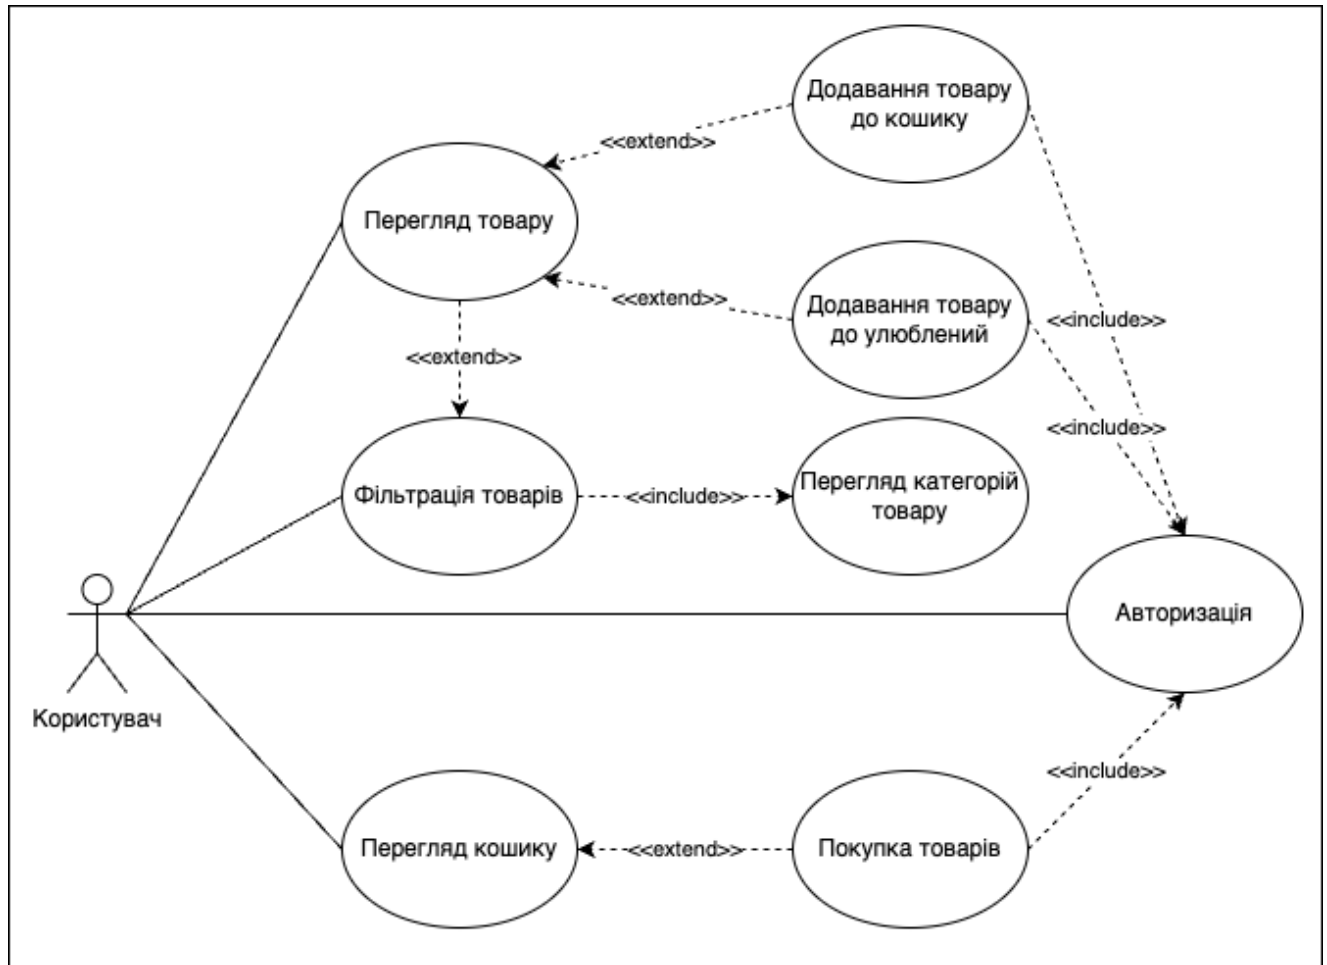 Додавання товару
до кошику
<<extend>>
Перегляд товару
<<extend>>
Додавання товару
до улюблений
<<include>>
<<extend>>
<<include>>
Фільтрація товарів
<<include>>
Перегляд категорій
товару
Авторизація
Користувач
<<include>>
Перегляд кошику
<<extend>>
Покупка товарів